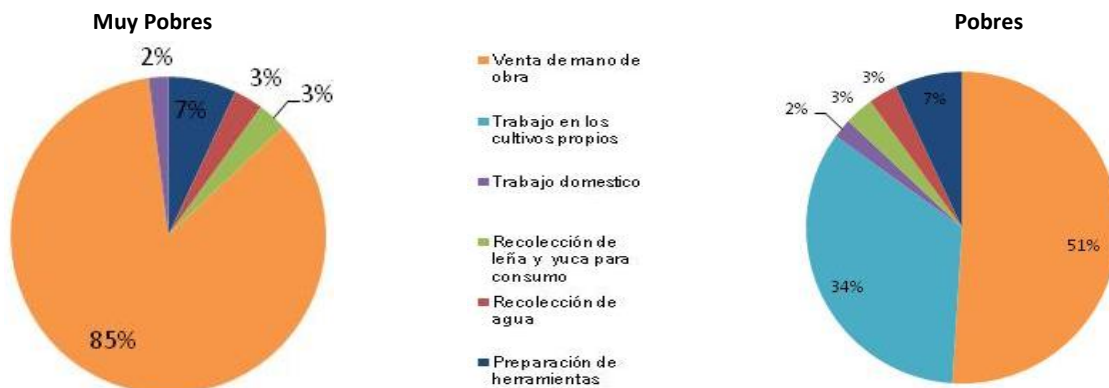 Muy Pobres
2%
7%
3%
3%
85%
Venta de mano de
obra
Trabajo en los
cultivos propios
Trabajo domestico
Recolección de
leña y yuca para
consumo
Recolección de
agua
Preparación de
herramientas
Pobres
2%
3%
3%
7%
51%
34%